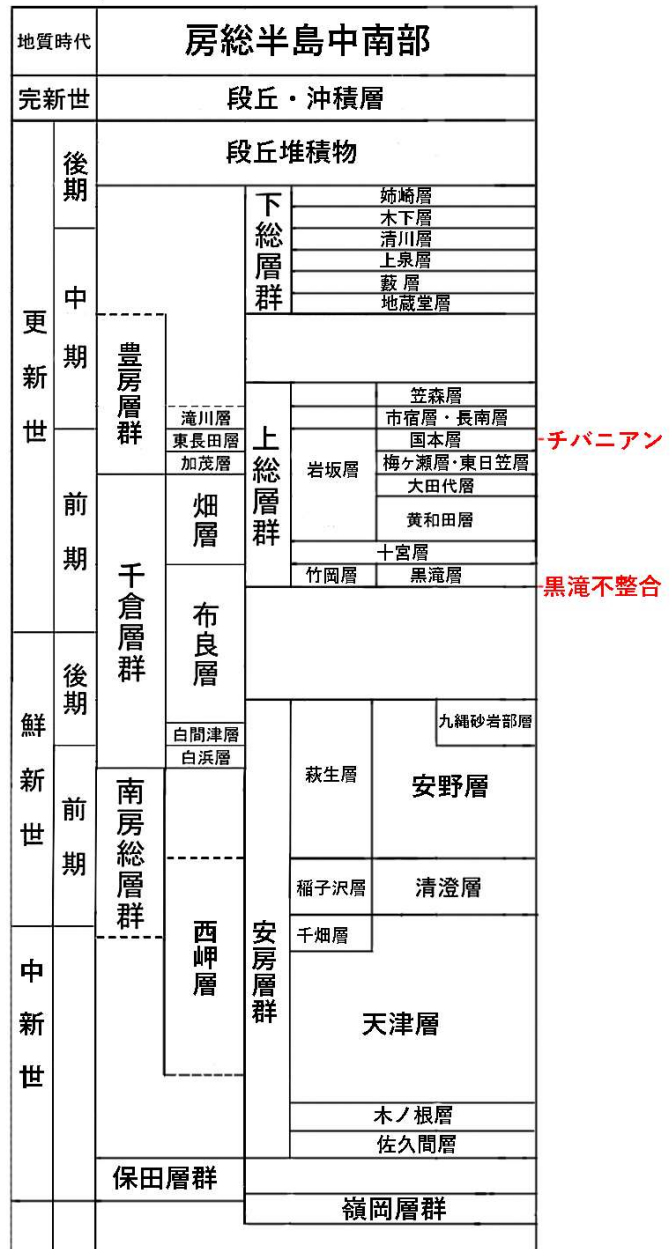 地質時代
房総半島中南部
完新世
段丘・沖積層
更新世
後期
中期
前期
段丘堆積物
下総層群
姉崎層
木下層
清川層
上泉層
藪層
地蔵堂層
豊房層群
滝川層
東長田層
加茂層
上総層群
笠森層
市宿層・長南層
岩坂層
国本層
チバニアン
梅ヶ瀬層・東日笠層
大田代層
黄和田層
十宮層
竹岡層
黒滝層
黒滝不整合
千倉層群
畑層
布良層
白間津層
白浜層
鮮新世
後期
前期
南房総層群
西岬層
安房層群
萩生層
九縄砂岩部層
安野層
稲子沢層
清澄層
千畑層
天津層
木ノ根層
佐久間層
中新世
保田層群
嶺岡層群